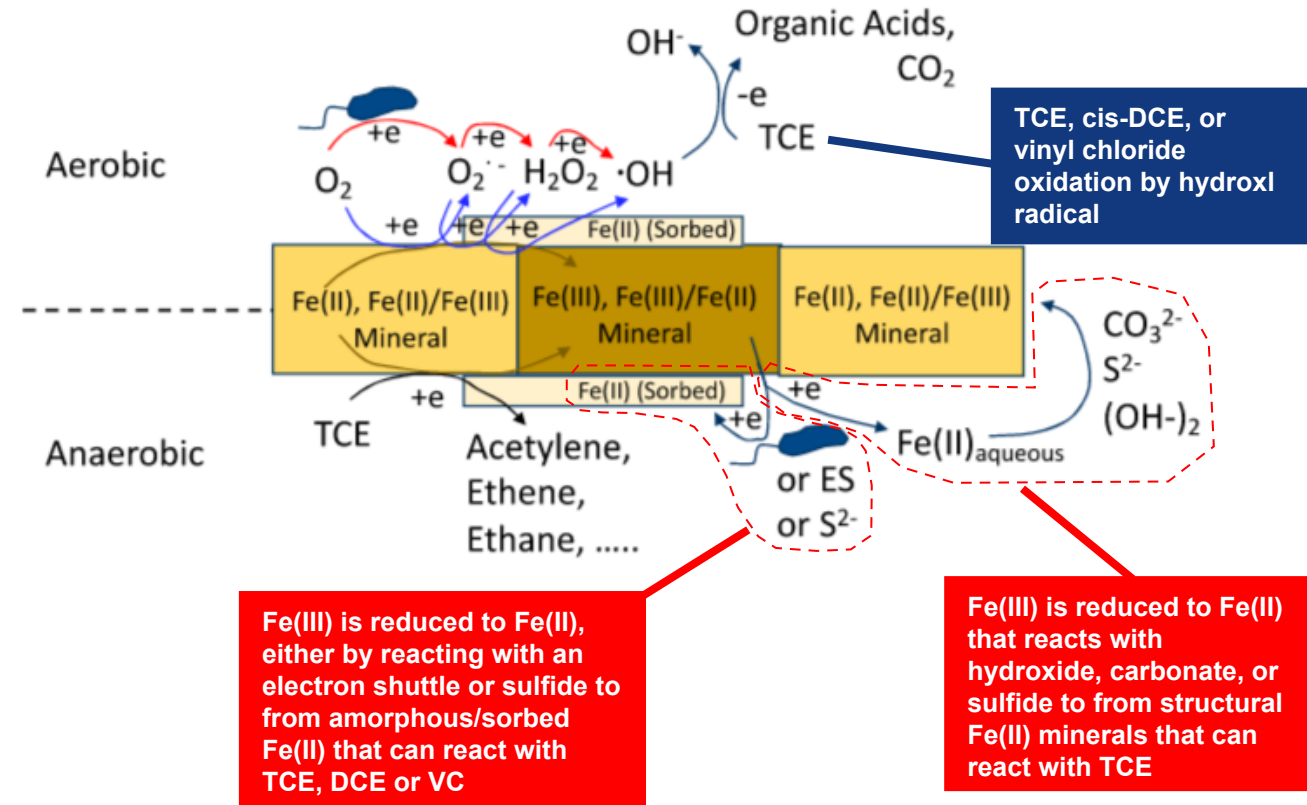 Organic Acids,
CO₂
OH⁻
-e
TCE
TCE, cis-DCE, or
vinyl chloride
oxidation by hydroxl
radical
Aerobic
+e
+e
+e
O₂
O₂·⁻
H₂O₂
·OH
+e
+e
+e
Fe(II) (Sorbed)
Fe(II), Fe(II)/Fe(III)
Mineral
Fe(III), Fe(III)/Fe(II)
Mineral
Fe(II), Fe(II)/Fe(III)
Mineral
CO₃²⁻
S²⁻
(OH-)₂
Fe(II) (Sorbed)
+e
+e
+e
Anaerobic
TCE
Acetylene,
Ethene,
Ethane, .....
or ES
or S²⁻
Fe(II)aqueous
Fe(III) is reduced to Fe(II),
either by reacting with an
electron shuttle or sulfide to
from amorphous/sorbed
Fe(II) that can react with
TCE, DCE or VC
Fe(III) is reduced to Fe(II)
that reacts with
hydroxide, carbonate, or
sulfide to from structural
Fe(II) minerals that can
react with TCE